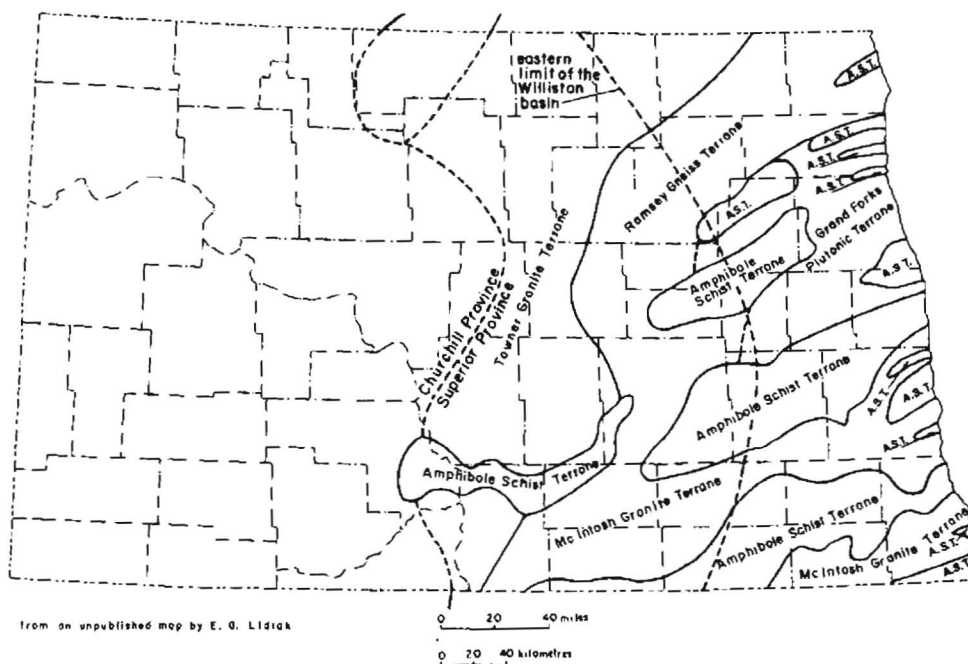 eastern
limit of the
Williston
basin
A.S.T.
A.S.T.
A.S.T.
A.S.T.
Ramsey Gneiss Terrane
A.S.T.
Grand Forks
Plutonic Terrane
Amphibole
Schist Terrane
A.S.T.
Churchill Province
Superior Province
Towner Granite Terrane
Amphibole Schist Terrane
A.S.T.
A.S.T.
A.S.T.
Amphibole Schist Terrane
McIntosh Granite Terrane
Amphibole Schist Terrane
McIntosh Granite Terrane
A.S.T.
A.S.T.
from an unpublished map by E. G. Lidiak
0 20 40 miles
0 20 40 kilometres